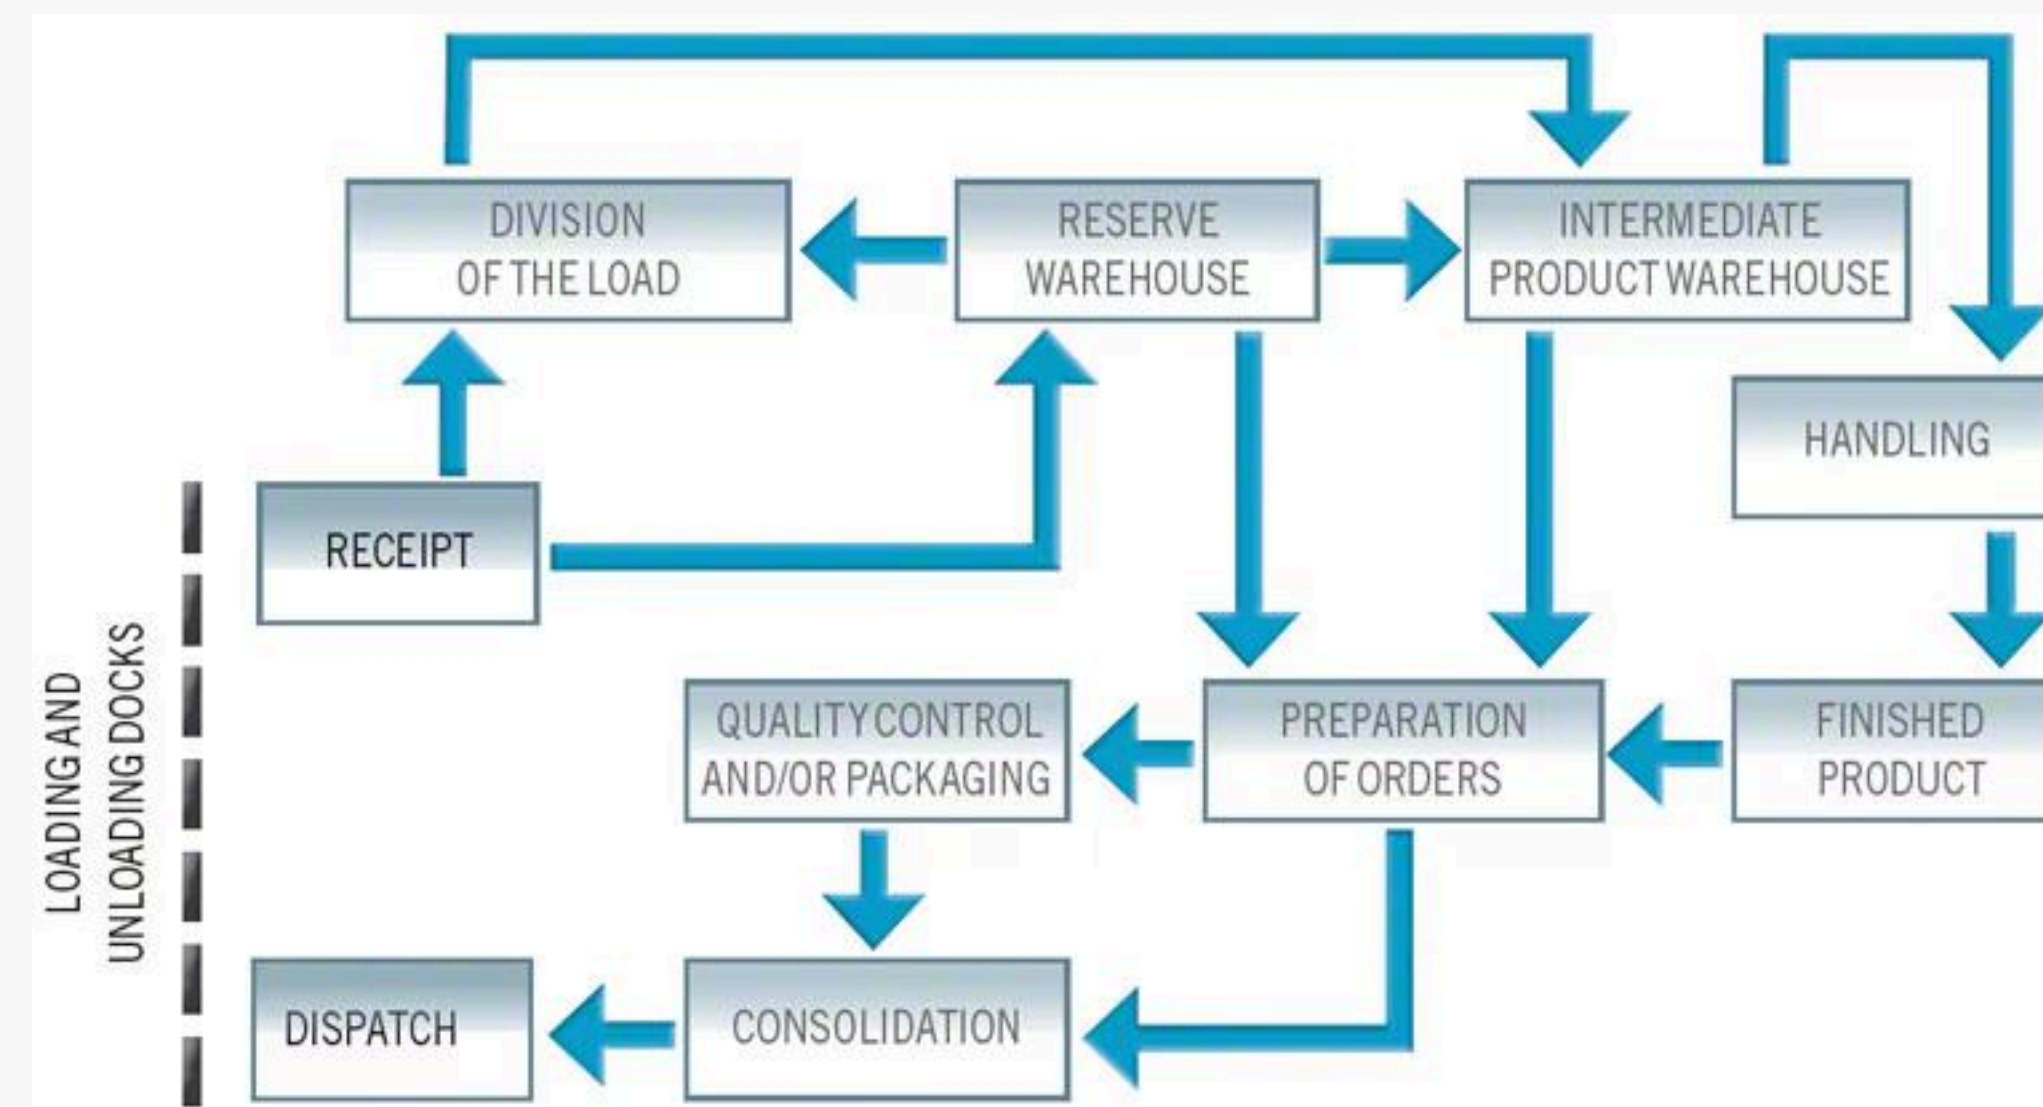 DIVISION
OF THE LOAD
RESERVE
WAREHOUSE
INTERMEDIATE
PRODUCT WAREHOUSE
HANDLING
RECEIPT
LOADING AND
UNLOADING DOCKS
QUALITY CONTROL
AND/OR PACKAGING
PREPARATION
OF ORDERS
FINISHED
PRODUCT
DISPATCH
CONSOLIDATION